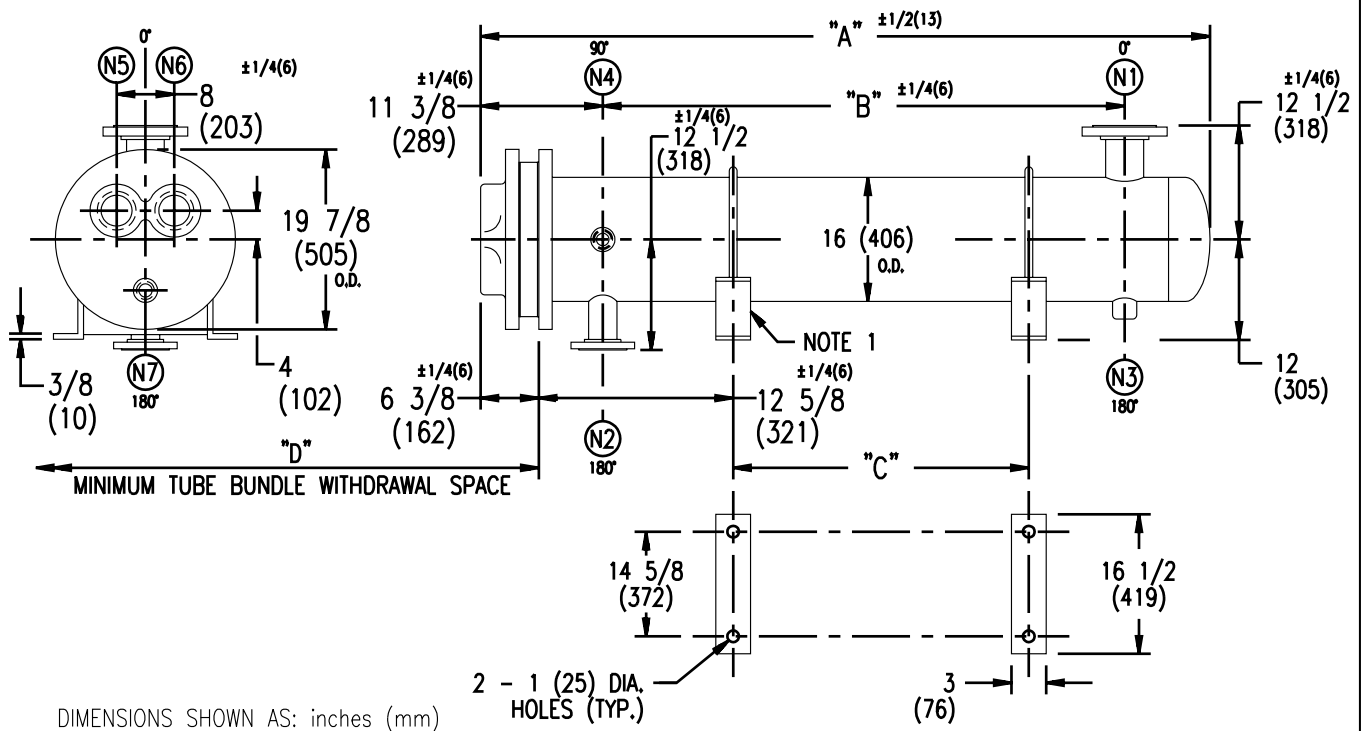 "A" ±1/2(13)
0°
N5 N6
±1/4(6)
8
(203)
±1/4(6)
11 3/8
(289)
90°
N4
±1/4(6)
12 1/2
(318)
"B" ±1/4(6)
0°
N1
±1/4(6)
12 1/2
(318)
19 7/8
(505)
O.D.
16 (406)
O.D.
NOTE 1
3/8
(10)
N7
180°
4
(102)
±1/4(6)
6 3/8
(162)
±1/4(6)
12 5/8
(321)
N2
180°
N3
180°
12
(305)
"D"
MINIMUM TUBE BUNDLE WITHDRAWAL SPACE
"C"
14 5/8
(372)
16 1/2
(419)
2 - 1 (25) DIA.
HOLES (TYP.)
3
(76)
DIMENSIONS SHOWN AS: inches (mm)